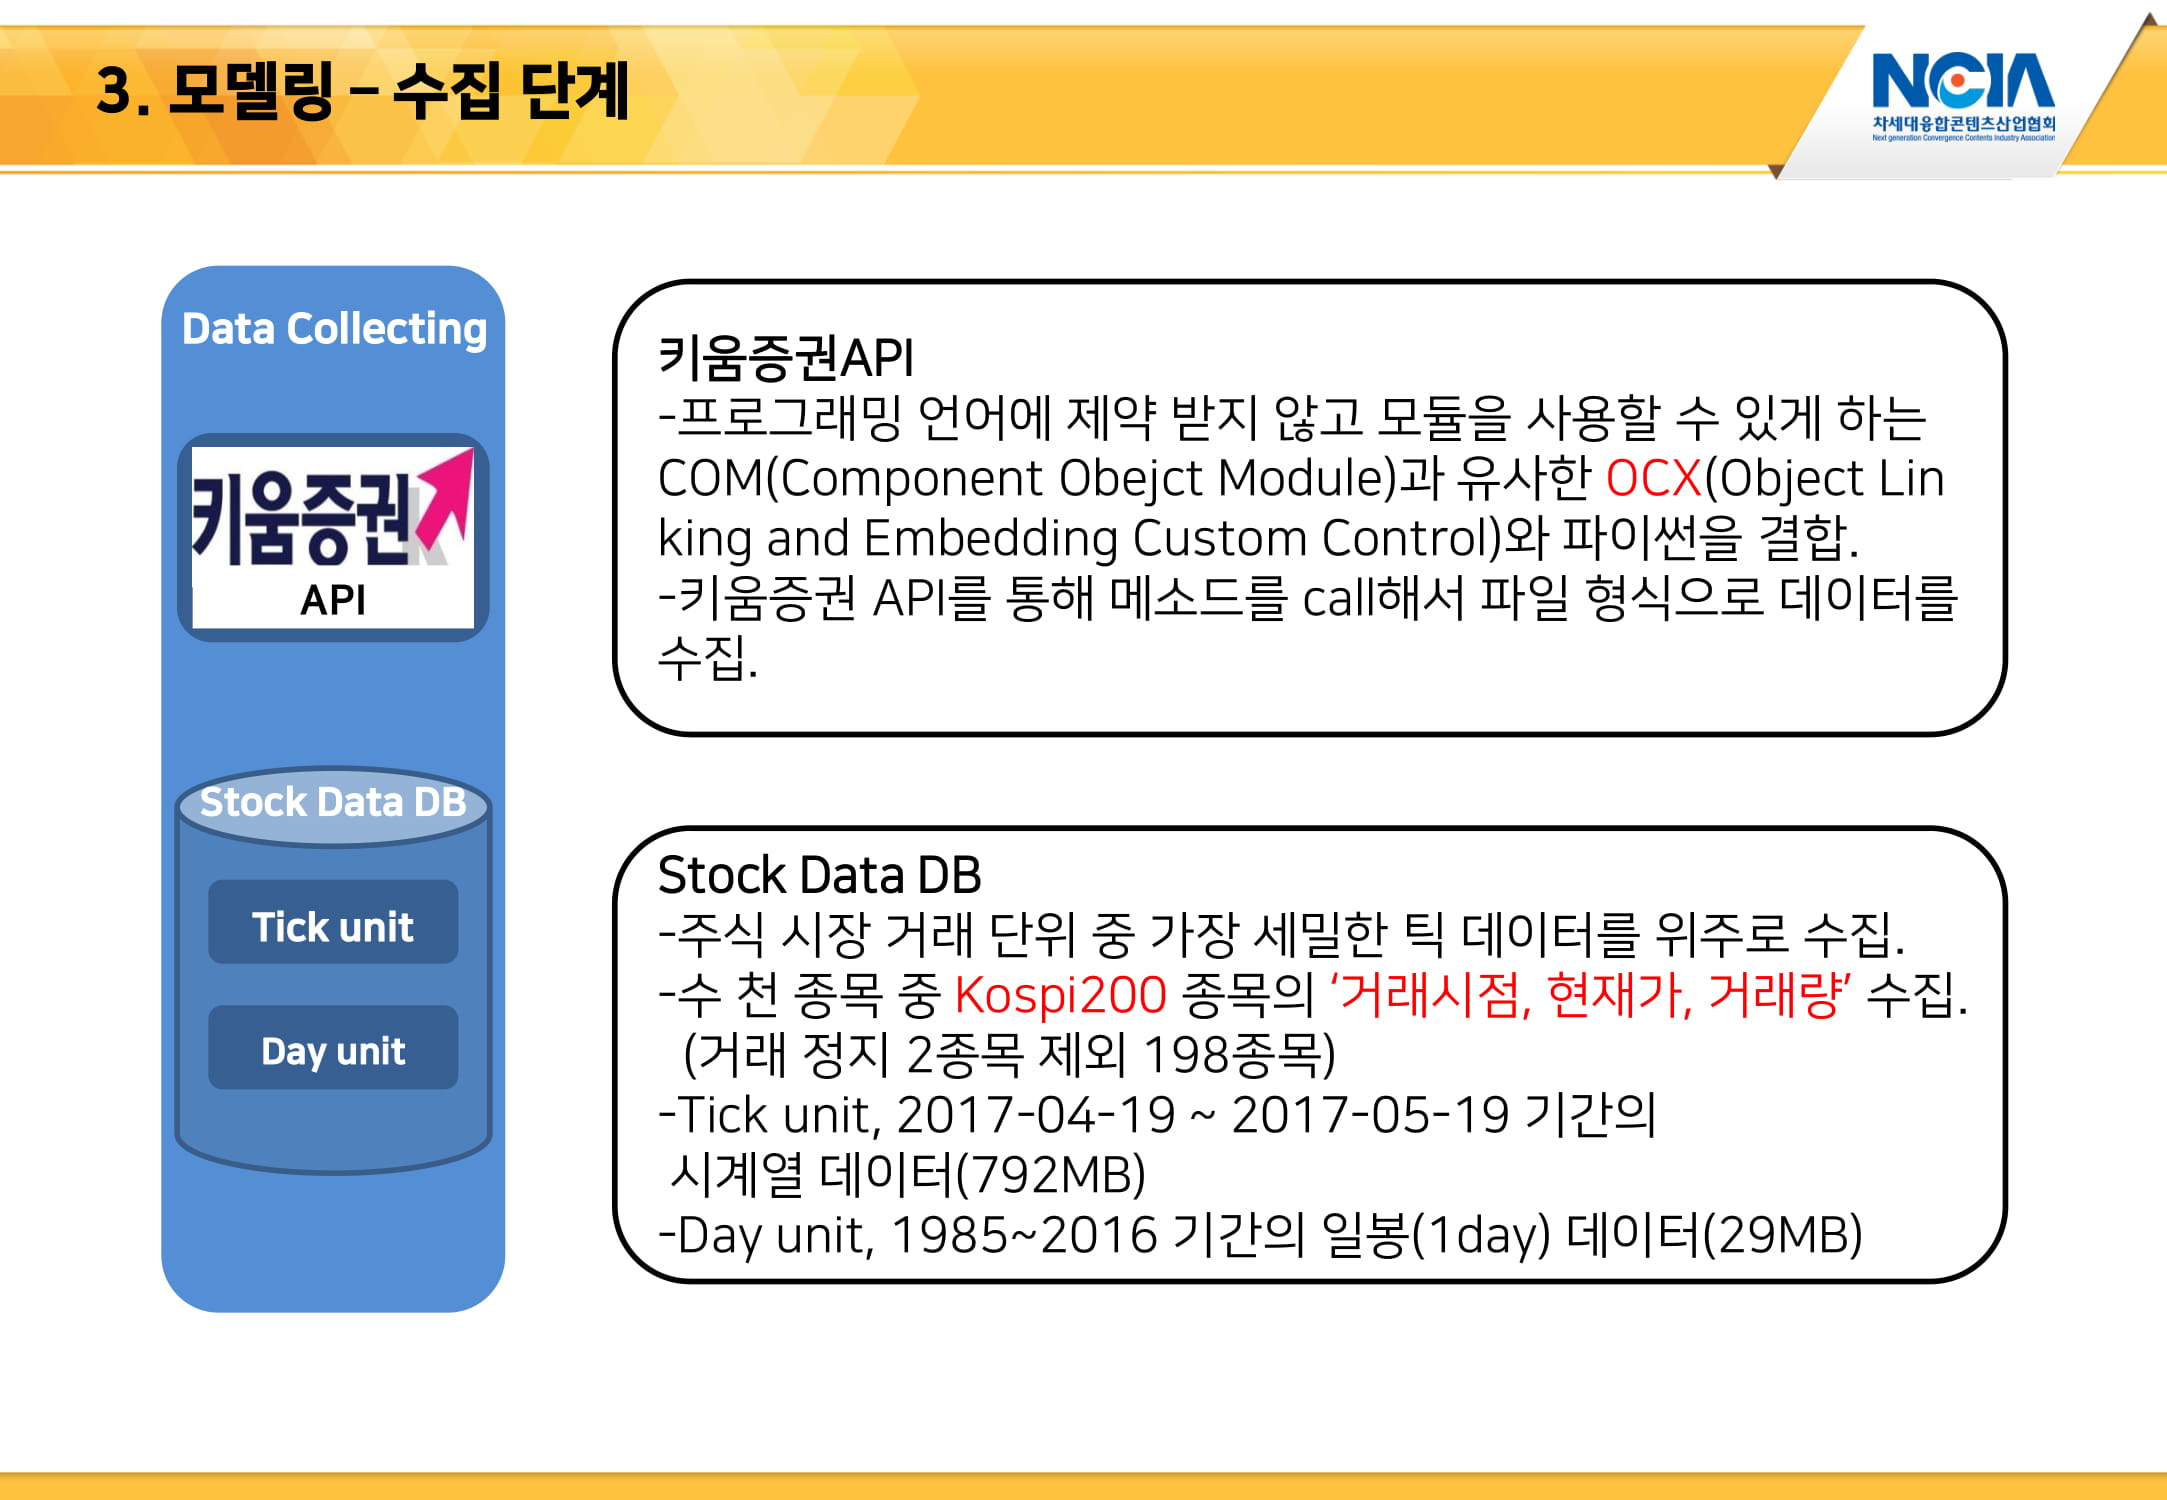 3. 모델링 – 수집 단계
NCIA
차세대융합콘텐츠산업협회
Next generation Convergence Contents Industry Association
Data Collecting
키움증권
API
Stock Data DB
Tick unit
Day unit
키움증권API
-프로그래밍 언어에 제약 받지 않고 모듈을 사용할 수 있게 하는
COM(Component Obejct Module)과 유사한 OCX(Object Lin
king and Embedding Custom Control)와 파이썬을 결합.
-키움증권 API를 통해 메소드를 call해서 파일 형식으로 데이터를
수집.
Stock Data DB
-주식 시장 거래 단위 중 가장 세밀한 틱 데이터를 위주로 수집.
-수 천 종목 중 Kospi200 종목의 ‘거래시점, 현재가, 거래량’ 수집.
(거래 정지 2종목 제외 198종목)
-Tick unit, 2017-04-19 ~ 2017-05-19 기간의
시계열 데이터(792MB)
-Day unit, 1985~2016 기간의 일봉(1day) 데이터(29MB)